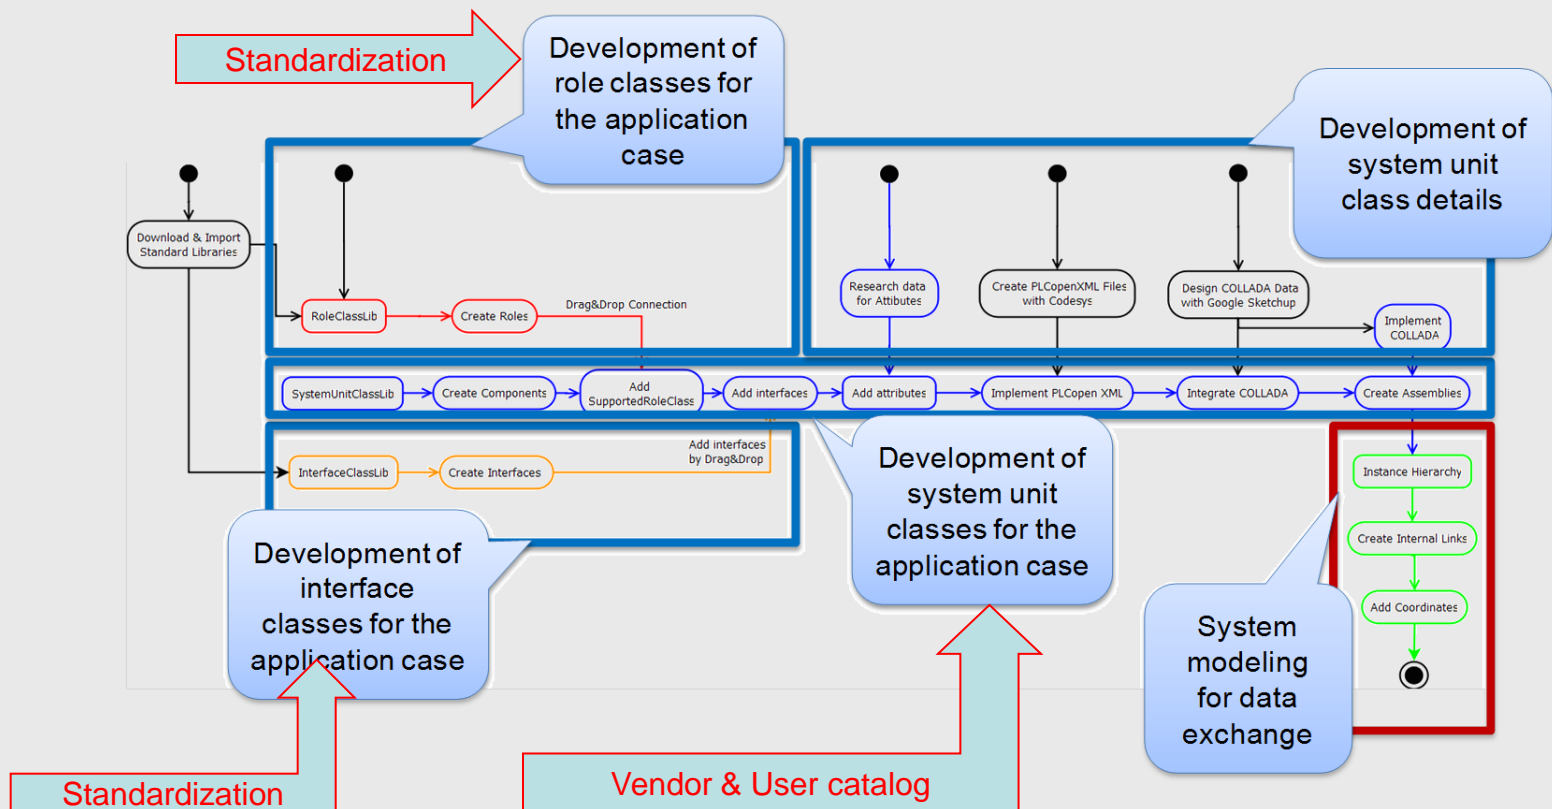 Standardization
Development of
role classes for
the application
case
Development of
system unit
class details
Download & Import
Standard Libraries
RoleClassLib
Create Roles
Drag&Drop Connection
Research data
for Attibutes
Create PLCopenXML Files
with Codesys
Design COLLADA Data
with Google Sketchup
Implement
COLLADA
SystemUnitClassLib
Create Components
Add
SupportedRoleClass
Add interfaces
Add attributes
Implement PLCopen XML
Integrate COLLADA
Create Assemblies
InterfaceClassLib
Create Interfaces
Add interfaces
by Drag&Drop
Development of
system unit
classes for the
application case
Instance Hierarchy
Create Internal Links
Add Coordinates
Development of
interface
classes for the
application case
System
modeling
for data
exchange
Standardization
Vendor & User catalog